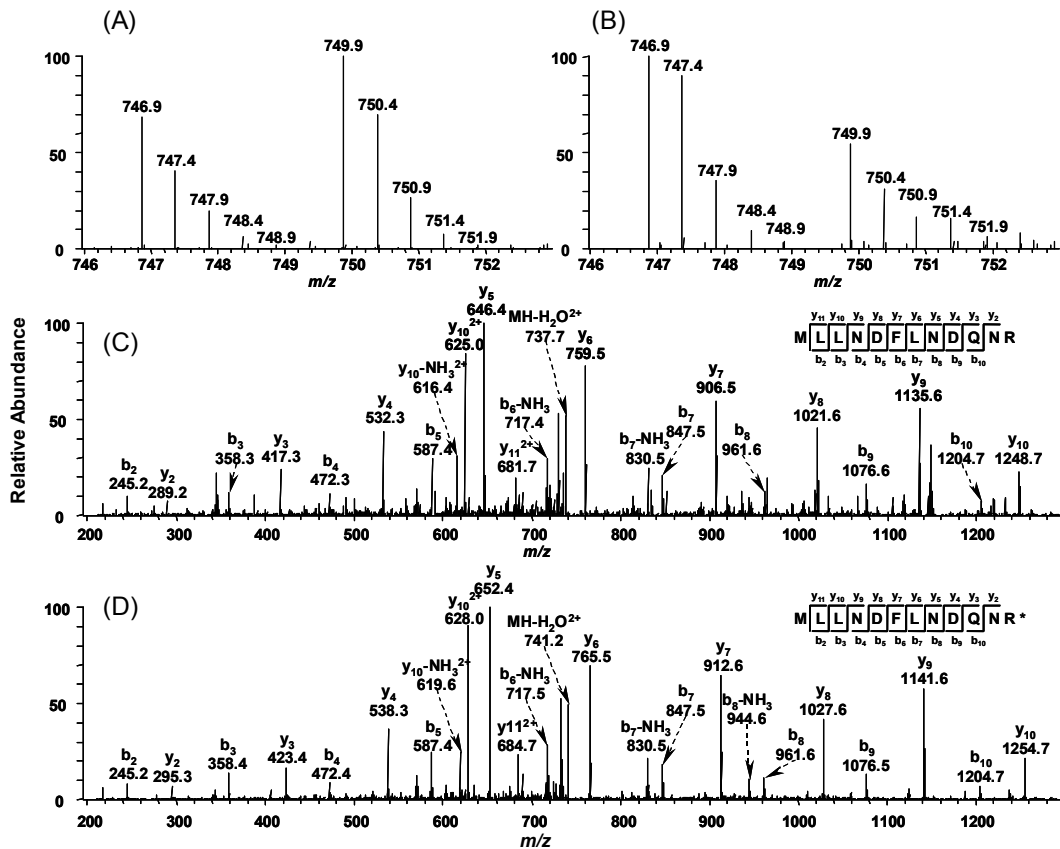 (A)
(B)
100
50
0
746.9
747.4
747.9
748.4
748.9
749.9
750.4
750.9
751.4
751.9
746 747 748 749 750 751 752
m/z
100
50
0
746.9
747.4
747.9
748.4
748.9
749.9
750.4
750.9
751.4
751.9
746 747 748 749 750 751 752
m/z
Relative Abundance
(C)
100
50
0
b2
245.2
y2
289.2
b3
358.3
y3
417.3
b4
472.3
y4
532.3
b5
587.4
y10-NH3 2+
616.4
y10 2+
625.0
y5
646.4
y11 2+
681.7
b6-NH3
717.4
MH-H2O2+
737.7
y6
759.5
b7-NH3
830.5
b7
847.5
y7
906.5
b8
961.6
y8
1021.6
b9
1076.6
y9
1135.6
b10
1204.7
y10
1248.7
y11 y10 y9 y8 y7 y6 y5 y4 y3 y2
M L L N D F L N D Q N R
b2 b3 b4 b5 b6 b7 b8 b9 b10
200 300 400 500 600 700 800 900 1000 1100 1200
m/z
(D)
100
50
0
b2
245.2
y2
295.3
b3
358.4
y3
423.4
b4
472.4
y4
538.3
b5
587.4
y10-NH3 2+
619.6
y10 2+
628.0
y5
652.4
y11 2+
684.7
b6-NH3
717.5
MH-H2O2+
741.2
y6
765.5
b7-NH3
830.5
b7
847.5
y7
912.6
b8-NH3
944.6
b8
961.6
y8
1027.6
b9
1076.5
y9
1141.6
b10
1204.7
y10
1254.7
y11 y10 y9 y8 y7 y6 y5 y4 y3 y2
M L L N D F L N D Q N R *
b2 b3 b4 b5 b6 b7 b8 b9 b10
200 300 400 500 600 700 800 900 1000 1100 1200
m/z